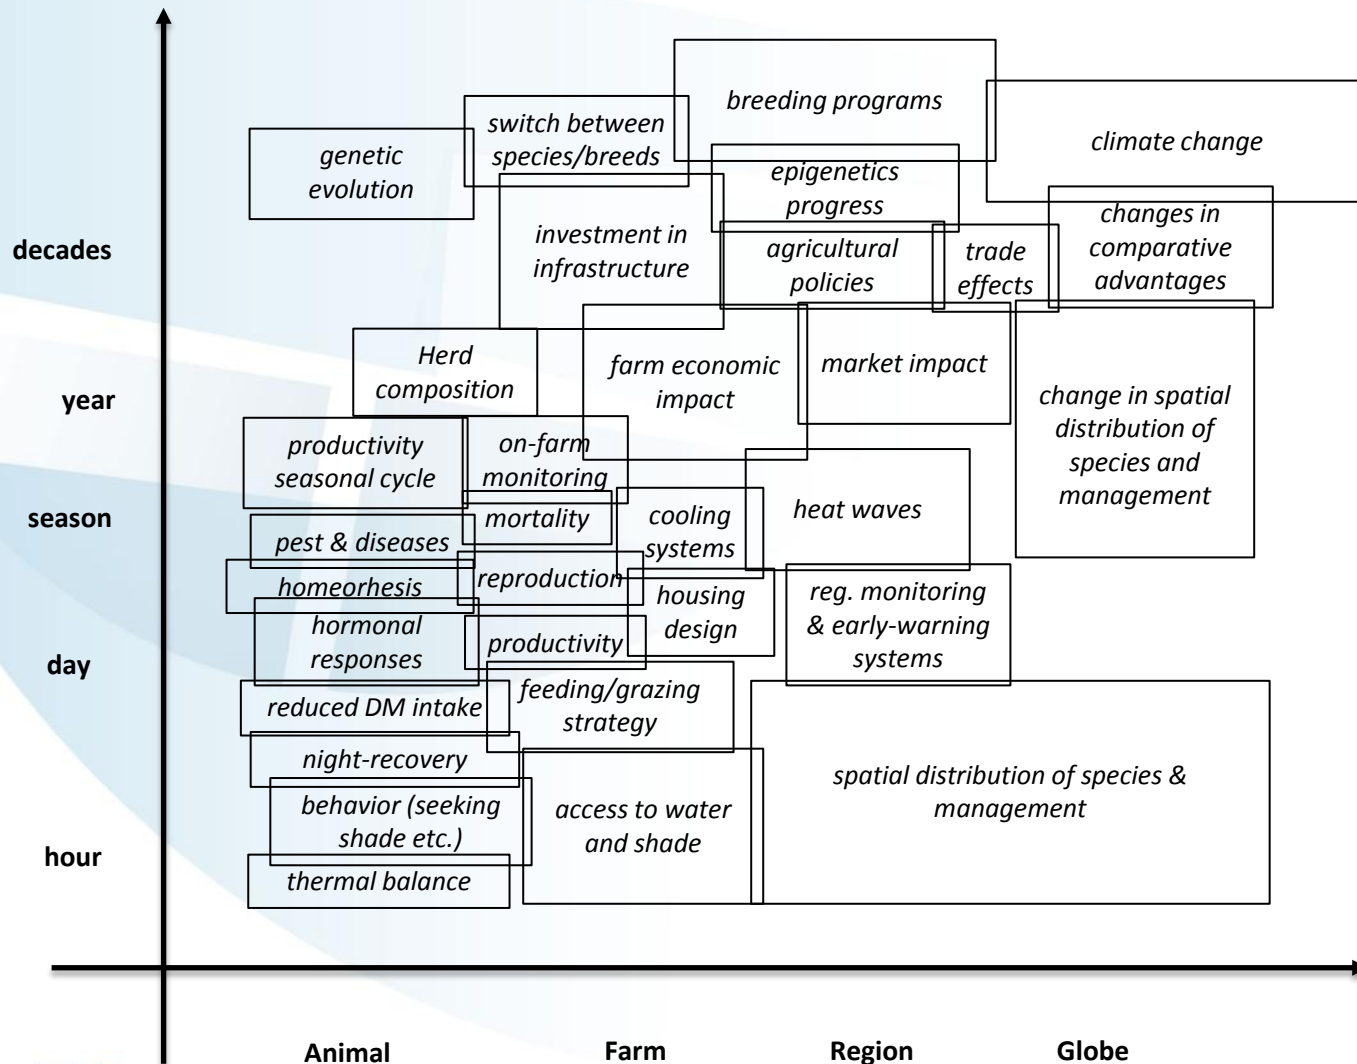 breeding programs
switch between
species/breeds
climate change
genetic
evolution
epigenetics
progress
changes in
comparative
advantages
decades
investment in
infrastructure
agricultural
policies
trade
effects
Herd
composition
farm economic
impact
market impact
year
change in spatial
distribution of
species and
management
productivity
seasonal cycle
on-farm
monitoring
season
mortality
cooling
systems
heat waves
pest & diseases
homeorhesis
reproduction
housing
design
reg. monitoring
& early-warning
systems
hormonal
responses
productivity
day
reduced DM intake
feeding/grazing
strategy
night-recovery
spatial distribution of species &
management
behavior (seeking
shade etc.)
access to water
and shade
hour
thermal balance
Animal
Farm
Region
Globe